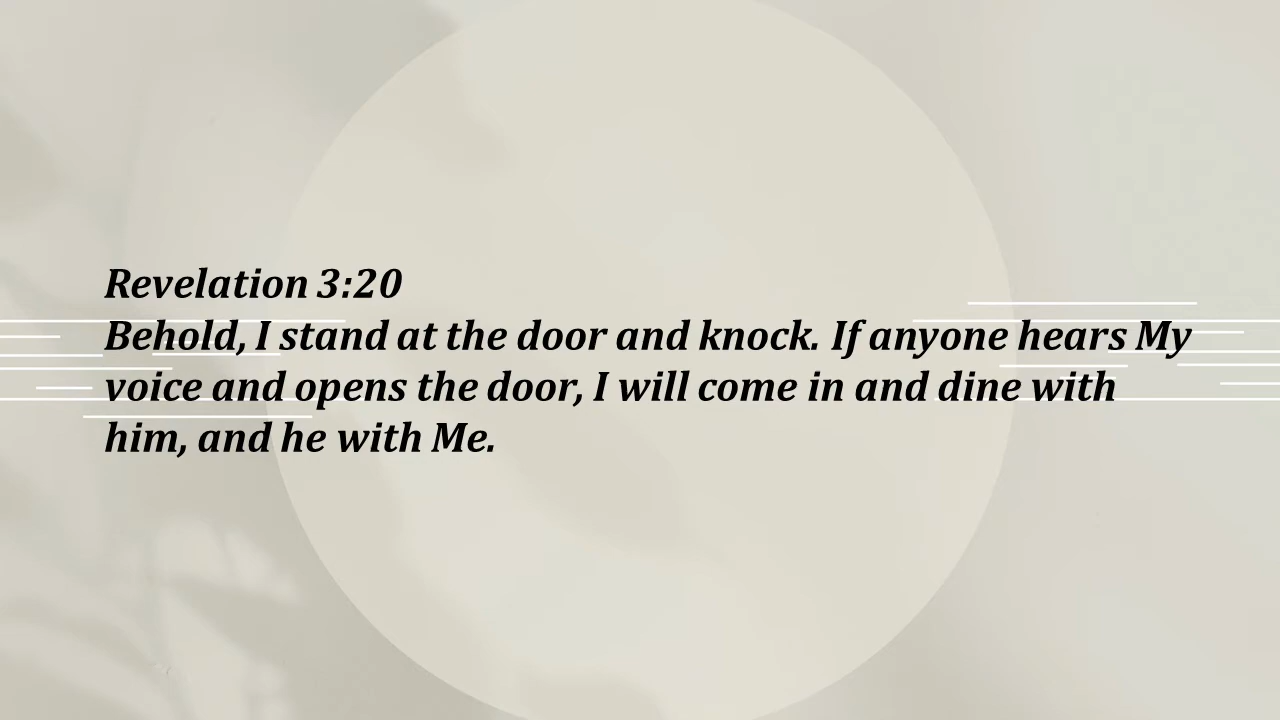 Revelation 3:20
Behold, I stand at the door and knock. If anyone hears My
voice and opens the door, I will come in and dine with
him, and he with Me.